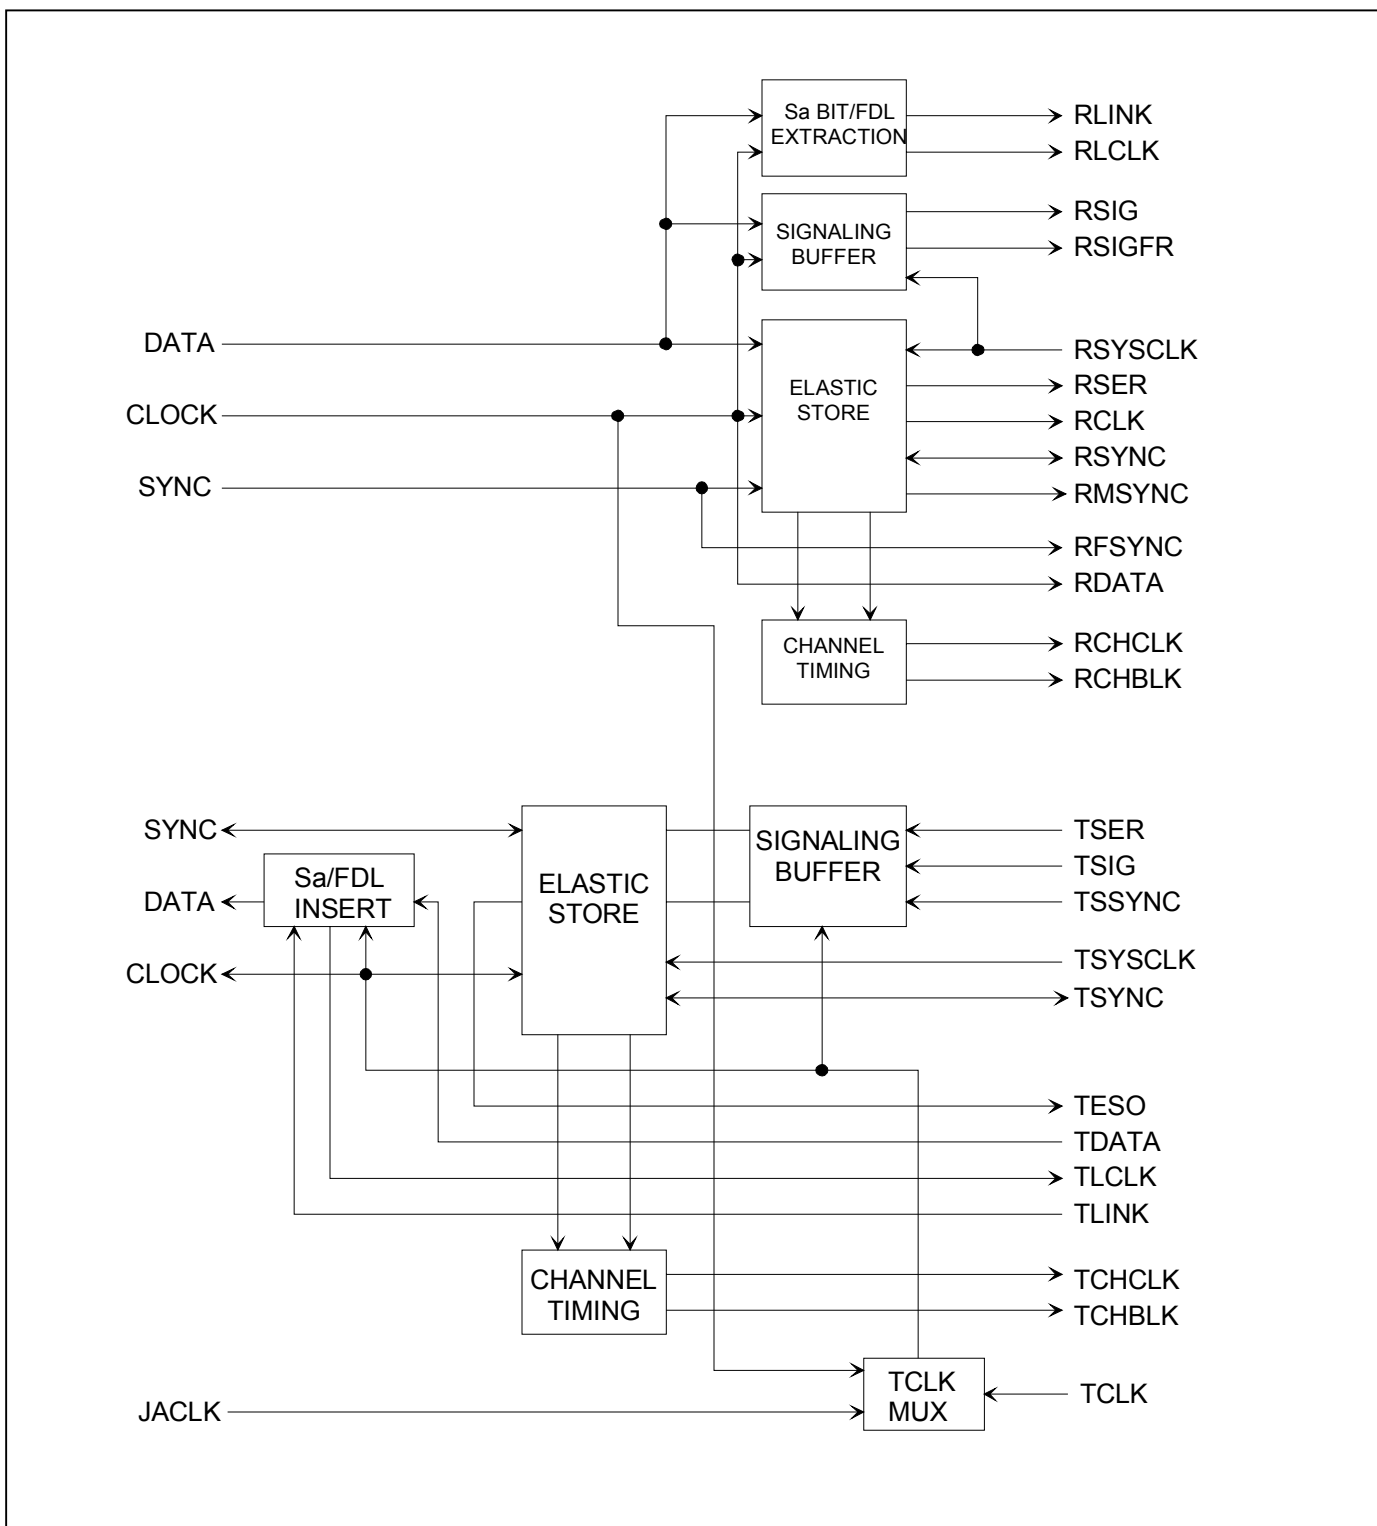 Sa BIT/FDL
EXTRACTION
RLINK
RLCLK
SIGNALING
BUFFER
RSIG
RSIGFR
DATA
CLOCK
SYNC
ELASTIC
STORE
RSYSCLK
RSER
RCLK
RSYNC
RMSYNC
RFSYNC
RDATA
CHANNEL
TIMING
RCHCLK
RCHBLK
SYNC
DATA
CLOCK
Sa/FDL
INSERT
ELASTIC
STORE
SIGNALING
BUFFER
TSER
TSIG
TSSYNC
TSYSCLK
TSYNC
TESO
TDATA
TLCLK
TLINK
CHANNEL
TIMING
TCHCLK
TCHBLK
JACLK
TCLK
MUX
TCLK